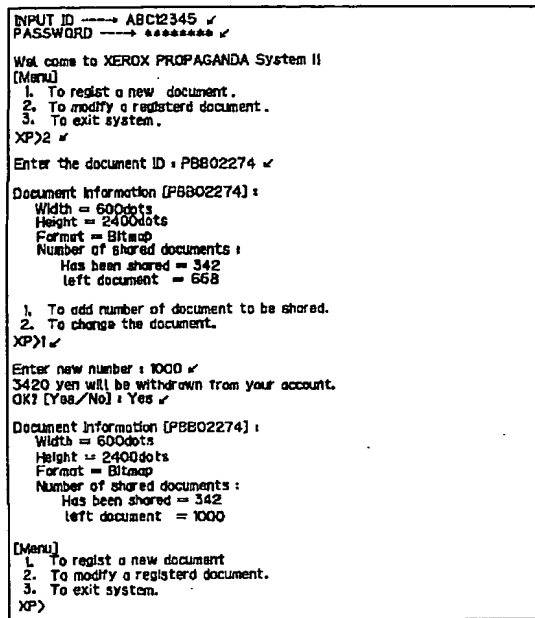 INPUT ID ----→ ABC12345 ↙
PASSWORD ----→ ******** ↙
Wel come to XEROX PROPAGANDA System II
[Menu]
1. To regist a new document.
2. To modify a registerd document.
3. To exit system.
XP>2 ↙
Enter the document ID : PBB02274 ↙
Document Information [PBB02274] :
Width = 600dots
Height = 2400dots
Format = Bitmap
Number of shared documents :
Has been shared = 342
left document = 658
1. To add number of document to be shared.
2. To change the document.
XP>1 ↙
Enter new number : 1000 ↙
3420 yen will be withdrawn from your account.
OK? [Yes/No] : Yes ↙
Document Information [PBB02274] :
Width = 600dots
Height = 2400dots
Format = Bitmap
Number of shared documents :
Has been shared = 342
left document = 1000
[Menu]
1. To regist a new document
2. To modify a registerd document.
3. To exit system.
XP>